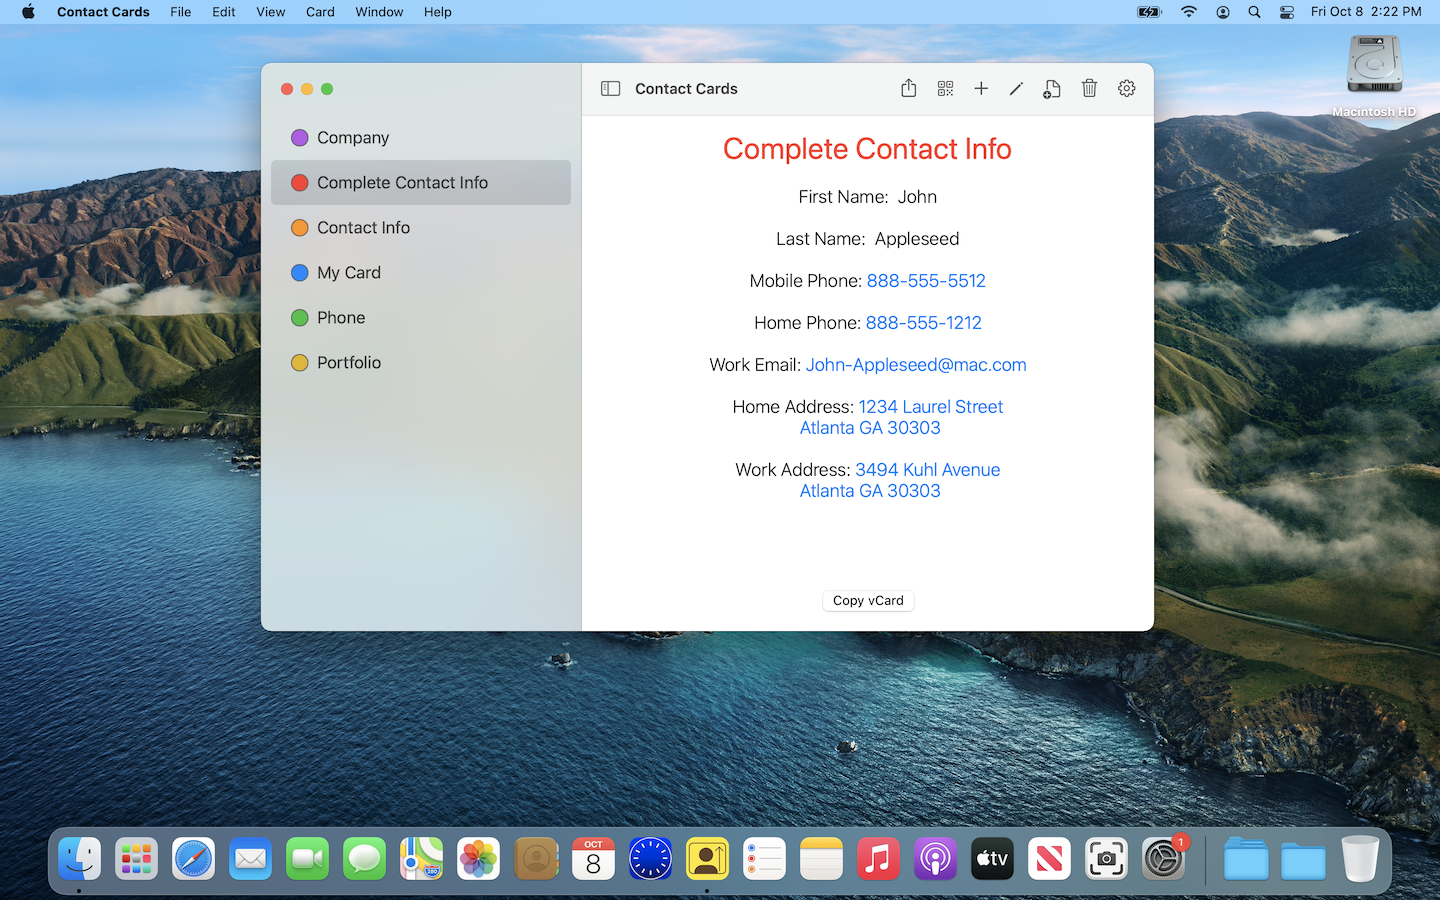 Contact Cards File Edit View Card Window Help Fri Oct 8 2:22 PM
Macintosh HD
Contact Cards
Company
Complete Contact Info
Contact Info
My Card
Phone
Portfolio
Complete Contact Info
First Name: John
Last Name: Appleseed
Mobile Phone: 888-555-5512
Home Phone: 888-555-1212
Work Email: John-Appleseed@mac.com
Home Address: 1234 Laurel Street
Atlanta GA 30303
Work Address: 3494 Kuhl Avenue
Atlanta GA 30303
Copy vCard
OCT
8
280
tv
1